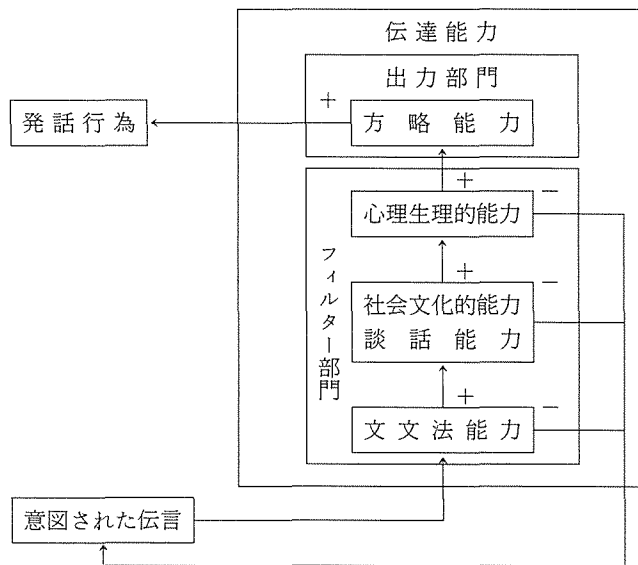 伝達能力
出力部門
+
発話行為
方略能力
+
−
心理生理的能力
フィルター部門
+
−
社会文化的能力
談話能力
+
−
文文法能力
意図された伝言